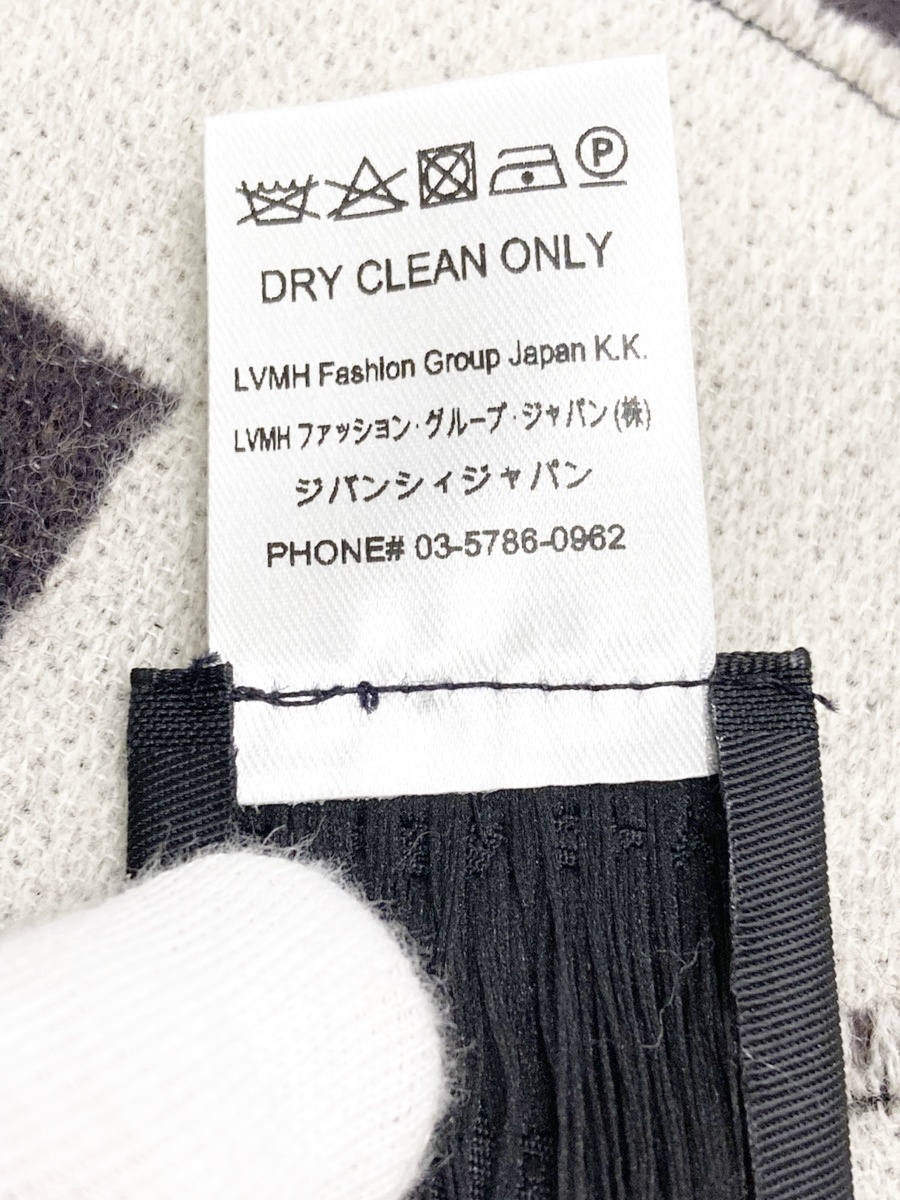 P
DRY CLEAN ONLY
LVMH Fashion Group Japan K.K.
LVMH ファッション・グループ・ジャパン(株)
ジバンシィジャパン
PHONE# 03-5786-0962